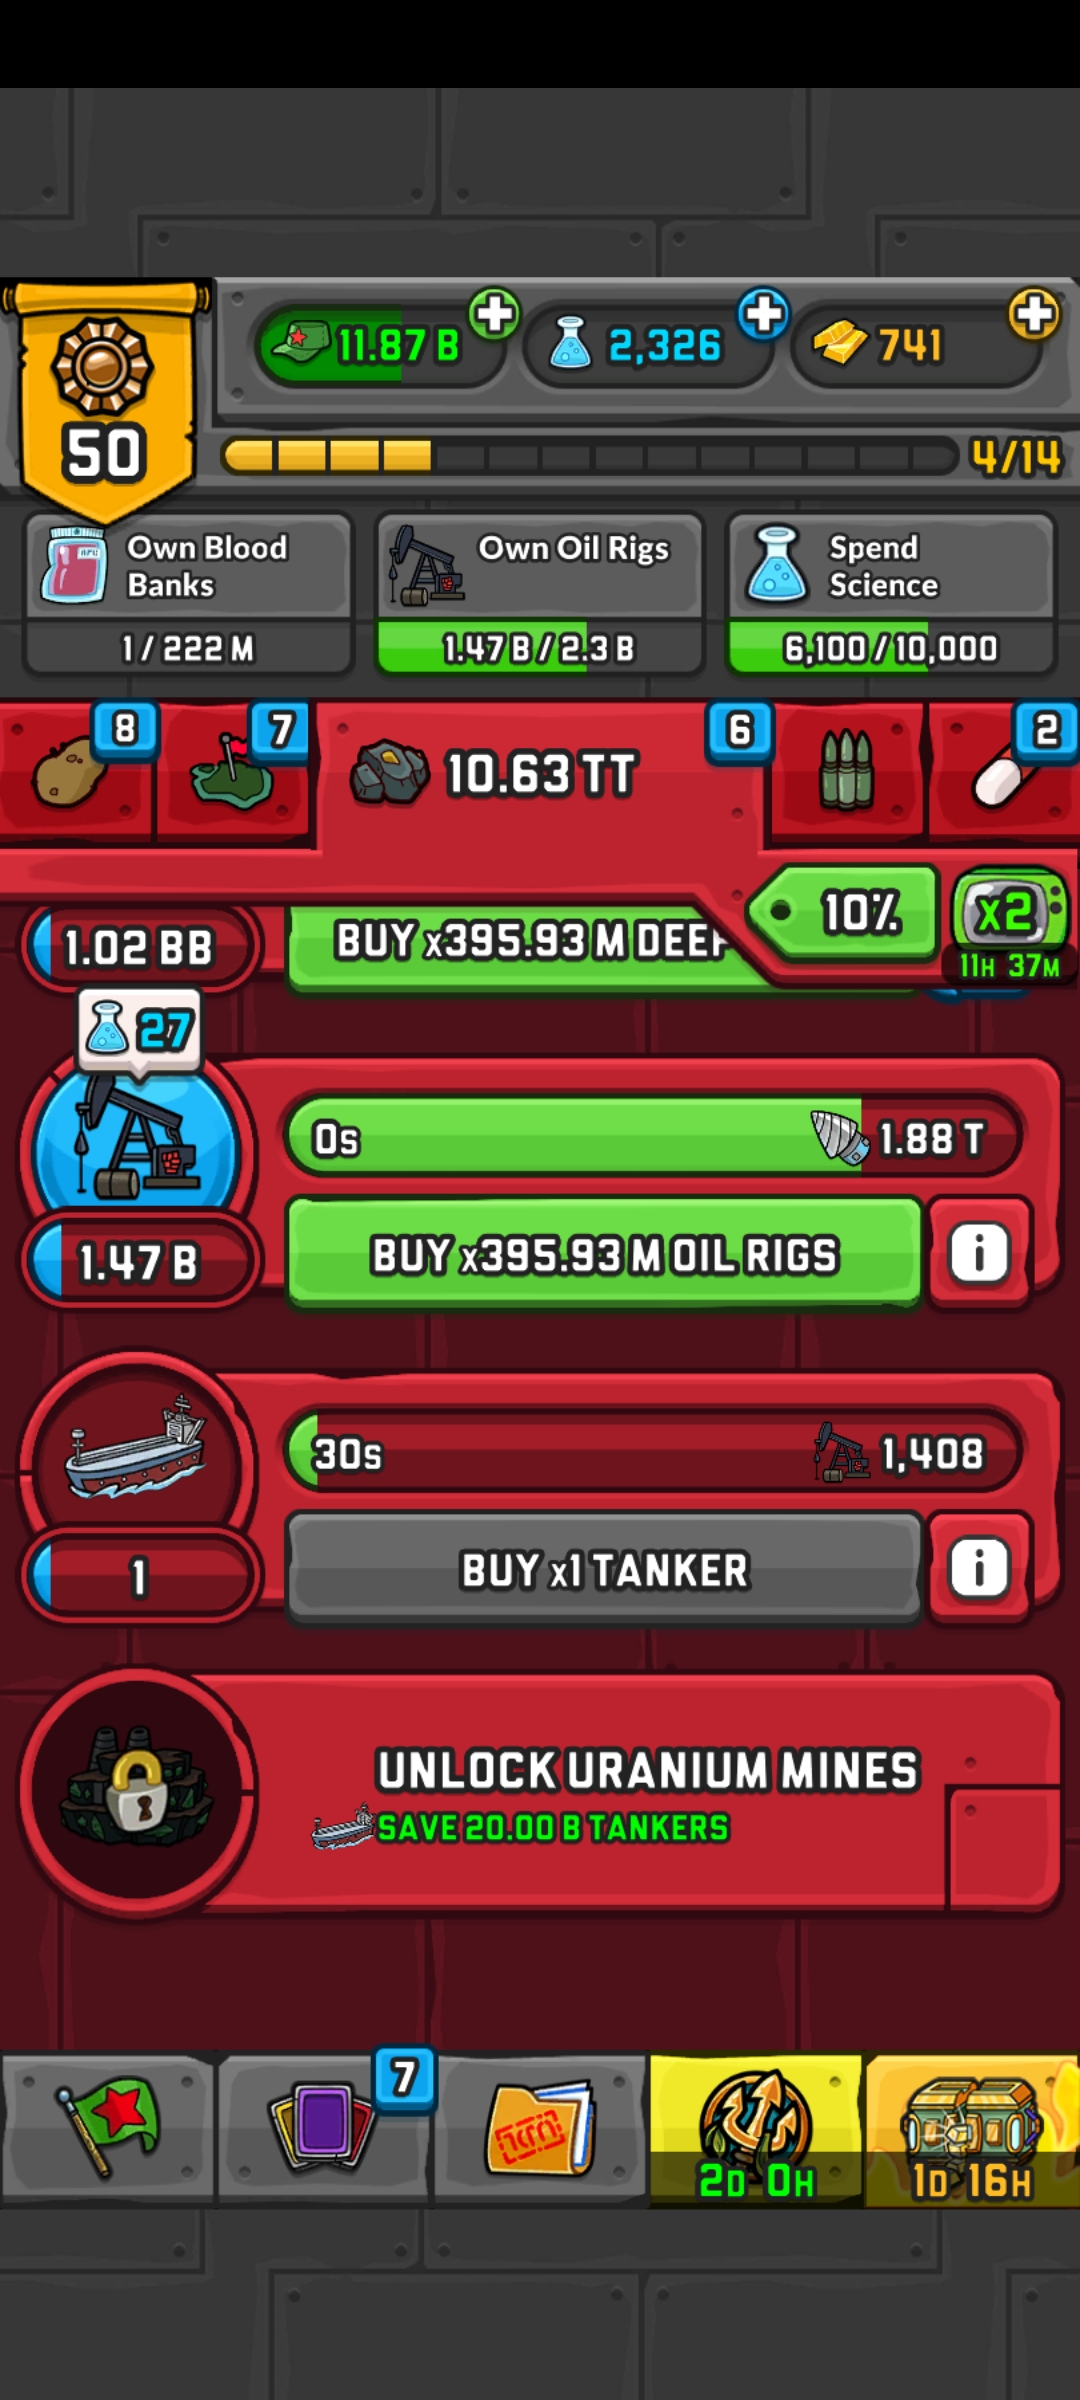 11.87 B
2,326
741
50
4/14
Own Blood Banks
1 / 222 M
Own Oil Rigs
1.47 B / 2.3 B
Spend Science
6,100 / 10,000
8
7
10.63 TT
6
2
10%
x2
11H 37M
1.02 BB
BUY x395.93 M DEEP
27
0s
1.88 T
1.47 B
BUY x395.93 M OIL RIGS
i
30s
1,408
1
BUY x1 TANKER
i
UNLOCK URANIUM MINES
SAVE 20.00 B TANKERS
7
2D 0H
1D 16H